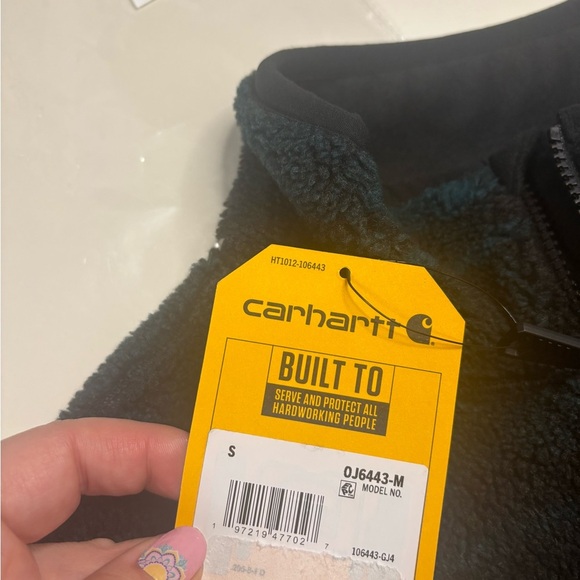 HT1012-106443
carhartt
BUILT TO
SERVE AND PROTECT ALL
HARDWORKING PEOPLE
S
OJ6443-M
MODEL NO.
1 97219 47702 7
106443-GJ4